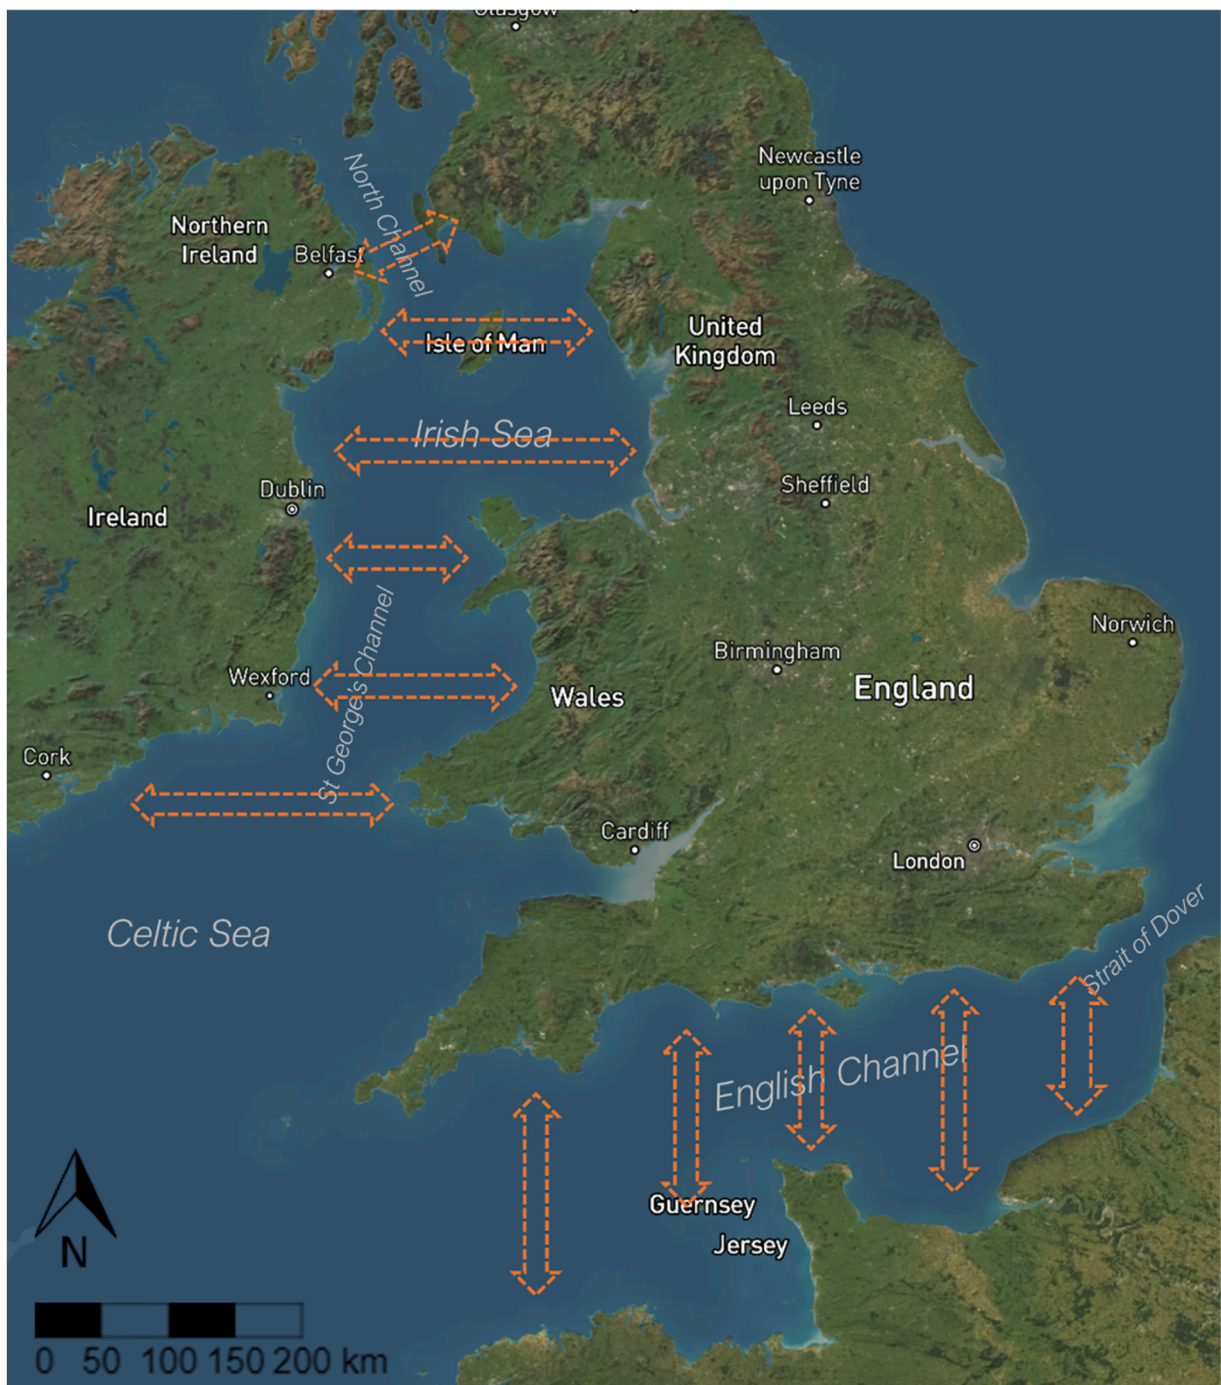 Glasgow
Newcastle
upon Tyne
North Channel
Northern
Ireland
Belfast
United
Kingdom
Isle of Man
Leeds
Irish Sea
Sheffield
Dublin
Ireland
St George's Channel
Norwich
Birmingham
Wexford
England
Wales
Cork
Cardiff
London
Strait of Dover
Celtic Sea
English Channel
Guernsey
Jersey
N
0 50 100 150 200 km